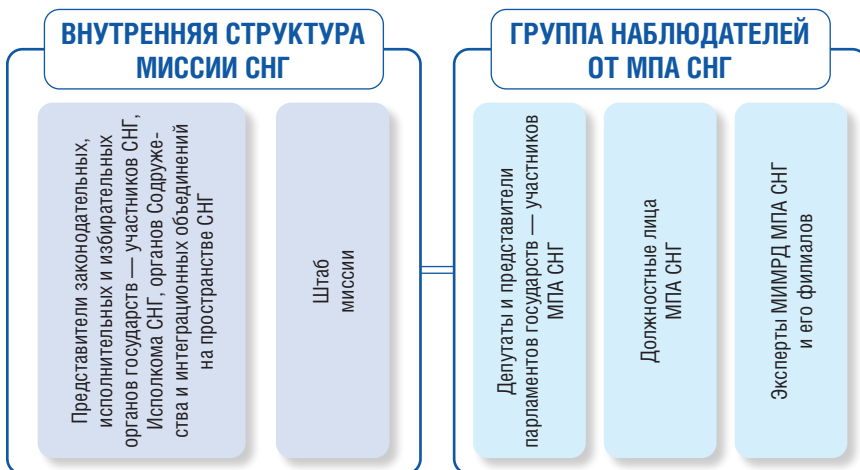 ВНУТРЕННЯЯ СТРУКТУРА
МИССИИ СНГ
Представители законодательных,
исполнительных и избирательных
органов государств — участников СНГ,
Исполкома СНГ, органов Содруже-
ства и интеграционных объединений
на пространстве СНГ
Штаб
миссии
ГРУППА НАБЛЮДАТЕЛЕЙ
ОТ МПА СНГ
Депутаты и представители
парламентов государств — участников
МПА СНГ
Должностные лица
МПА СНГ
Эксперты МИМРД МПА СНГ
и его филиалов